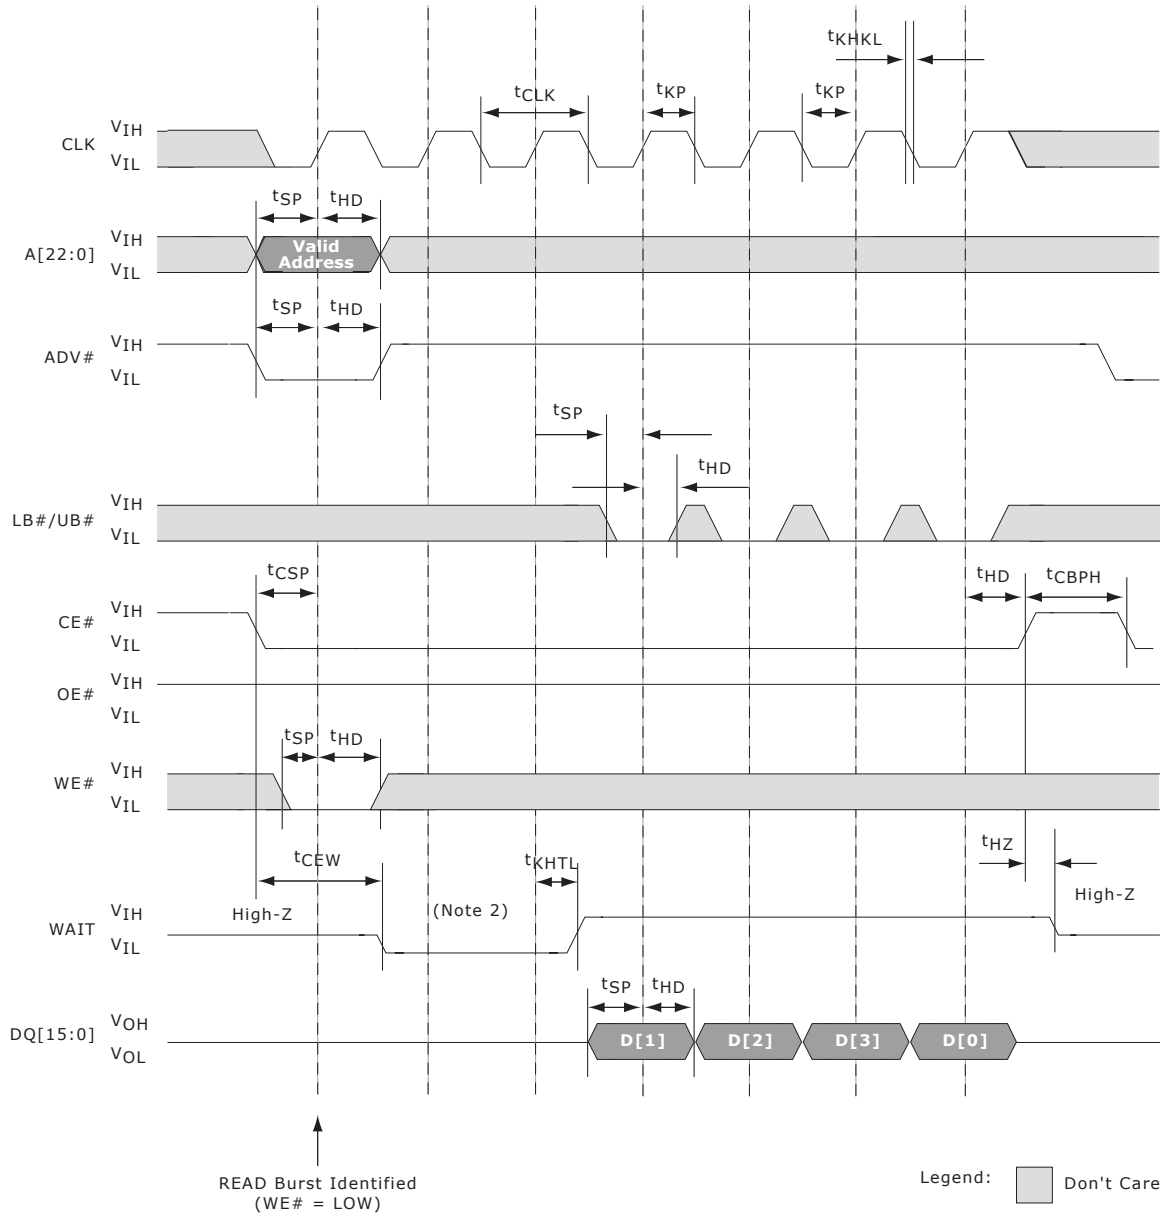 tKHKL
tCLK
tKP
tKP
CLK
VIH
VIL
tSP
tHD
A[22:0]
VIH
VIL
Valid
Address
tSP
tHD
ADV#
VIH
VIL
tSP
tHD
LB#/UB#
VIH
VIL
tCSP
tHD
tCBPH
CE#
VIH
VIL
OE#
VIH
VIL
tSP
tHD
WE#
VIH
VIL
tCEW
tKHTL
tHZ
WAIT
VIH
VIL
High-Z
(Note 2)
High-Z
tSP
tHD
DQ[15:0]
VOH
VOL
D[1]
D[2]
D[3]
D[0]
READ Burst Identified
(WE# = LOW)
Legend:
Don't Care